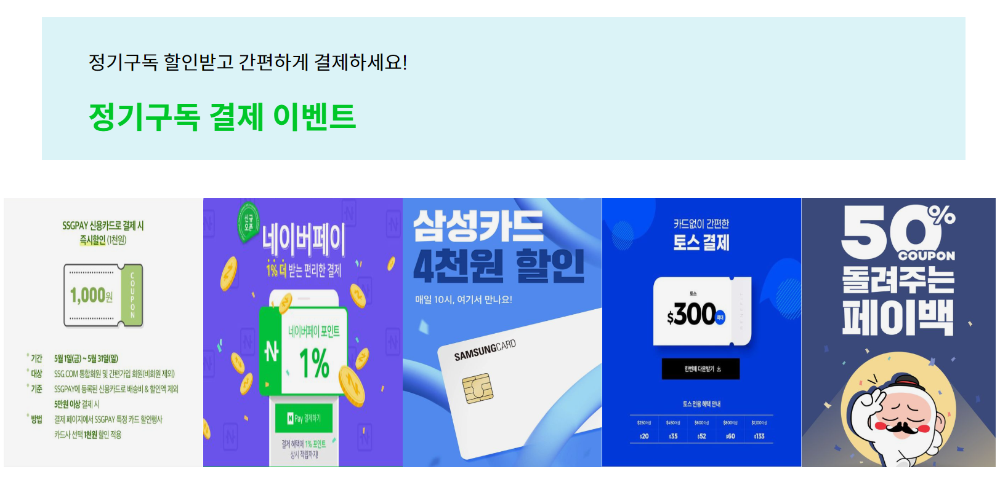 정기구독 할인받고 간편하게 결제하세요!
정기구독 결제 이벤트
SSGPAY 신용카드로 결제 시
즉시할인 (1천원)
1,000원
COUPON
* 기간 5월 1일(금) ~ 5월 31일(일)
* 대상 SSG.COM 통합회원 및 간편가입 회원(비회원 제외)
* 기준 SSGPAY에 등록된 신용카드로 배송비 & 할인액 제외
5만원 이상 결제 시
* 방법 결제 페이지에서 SSGPAY 특정 카드 할인행사
카드사 선택 1천원 할인 적용
신규
오픈
네이버페이
1% 더 받는 편리한 결제
네이버페이 포인트
N
1%
N Pay 결제하기
결제 혜택에 1% 포인트
상시 적립까지!
삼성카드
4천원 할인
매일 10시, 여기서 만나요!
SAMSUNGCARD
카드없이 간편한
토스 결제
토스
$300 최대
한번에 다운받기
토스 전용 혜택 안내
$250이상 $450이상 $600이상 $800이상 $1,100이상
$20 $35 $52 $60 $133
50%
COUPON
돌려주는
페이백